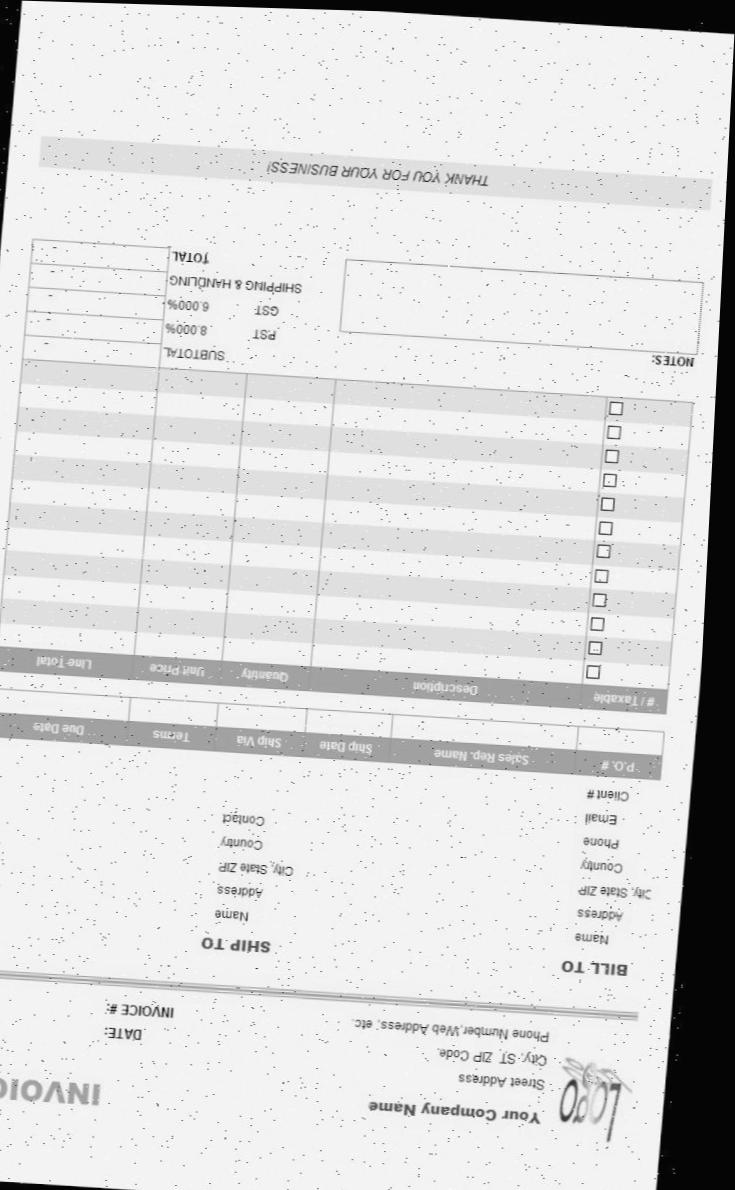 LOGO
Your Company Name
INVOIC
Street Address
City, ST  ZIP Code
DATE:
Phone Number,Web Address, etc.
INVOICE #:
BILL TO
SHIP TO
Name
Name
Address
Address
City, State ZIP
City, State ZIP
Country
Country
Phone
Contact
Email
Client #
P.O. # Sales Rep. Name Ship Date Ship Via Terms Due Date
# / Taxable Description Quantity Unit Price Line Total
NOTES:
SUBTOTAL
PST 8.000%
GST 6.000%
SHIPPING & HANDLING
TOTAL
THANK YOU FOR YOUR BUSINESS!